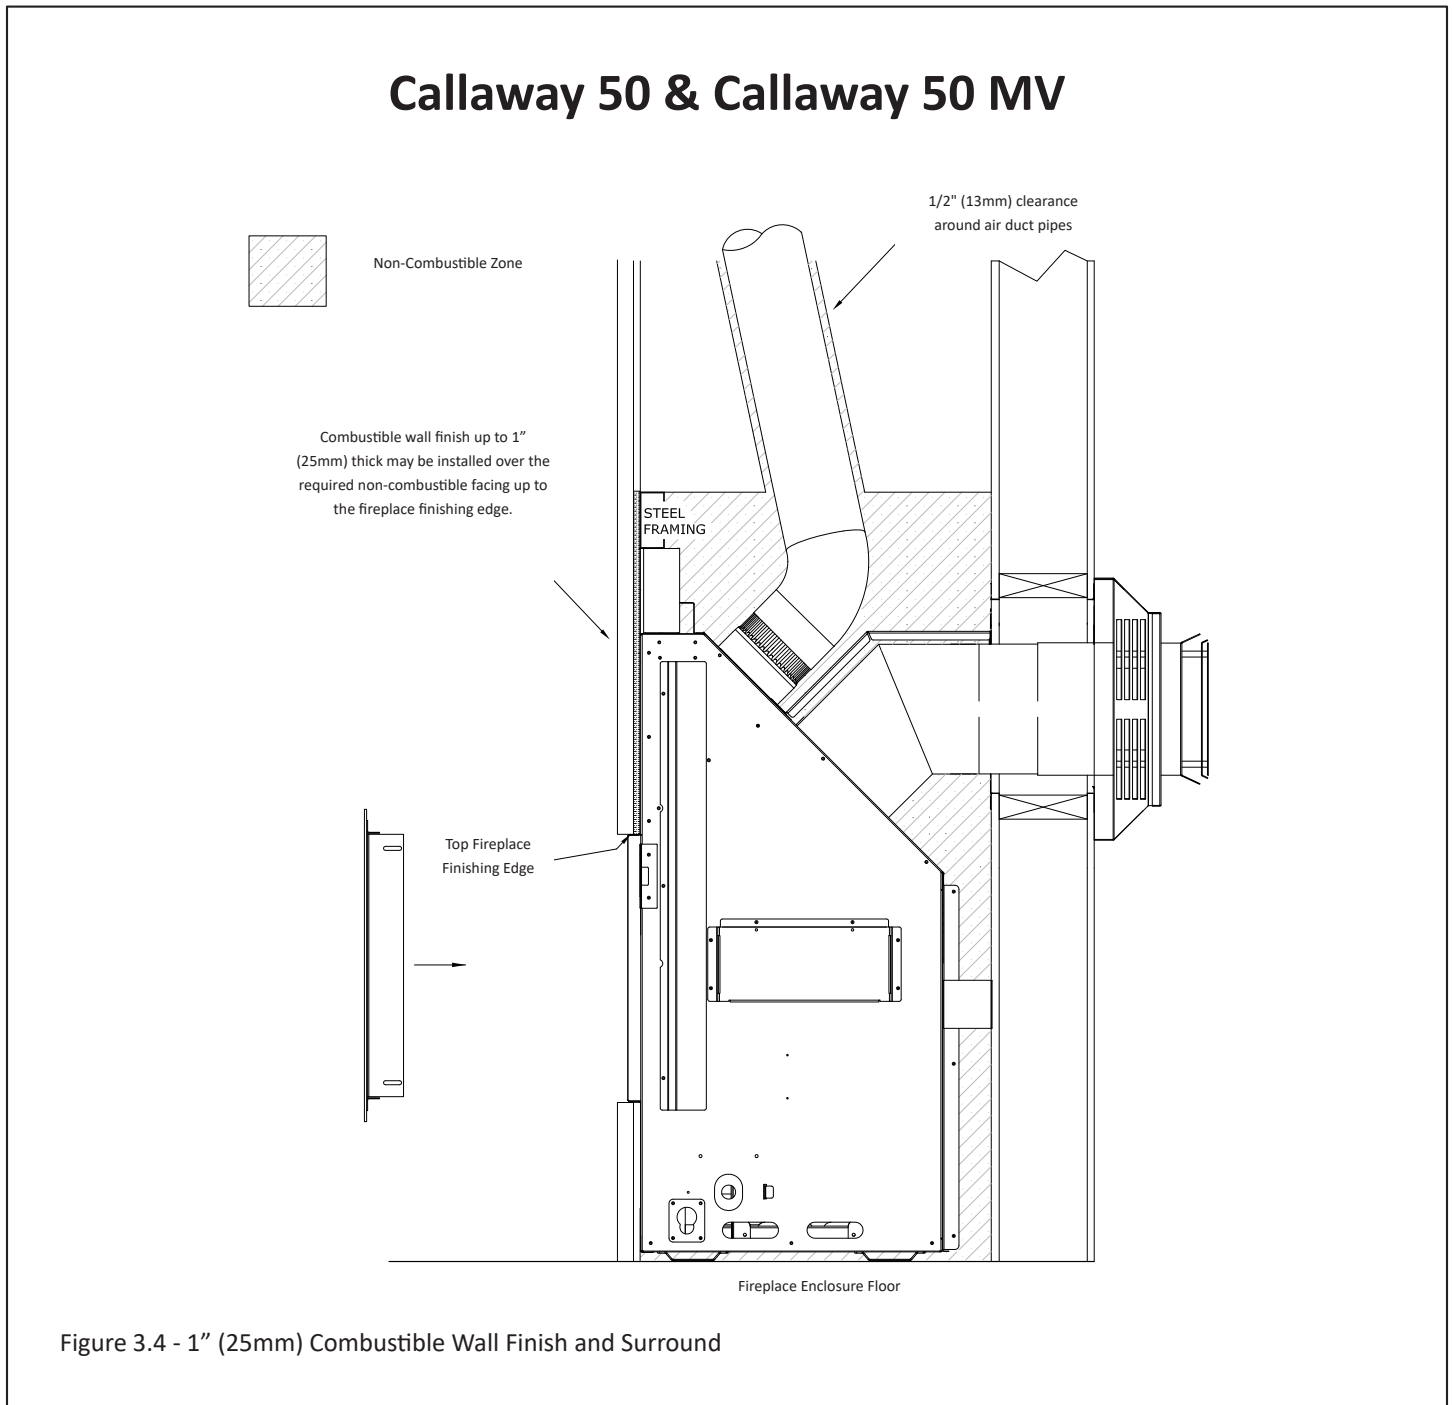 Callaway 50 & Callaway 50 MV
1/2" (13mm) clearance
around air duct pipes
Non-Combustible Zone
Combustible wall finish up to 1”
(25mm) thick may be installed over the
required non-combustible facing up to
the fireplace finishing edge.
STEEL
FRAMING
Top Fireplace
Finishing Edge
Fireplace Enclosure Floor
Figure 3.4 - 1” (25mm) Combustible Wall Finish and Surround